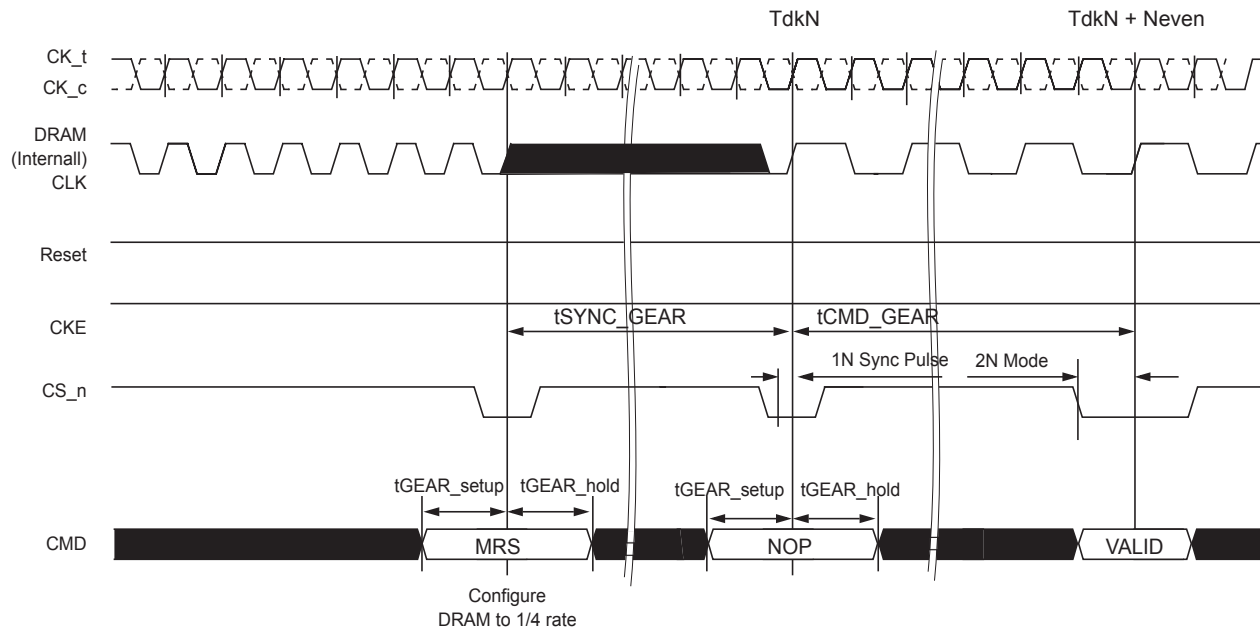 TdkN
TdkN + Neven
CK_t
CK_c
DRAM
(Internall)
CLK
Reset
CKE
tSYNC_GEAR
tCMD_GEAR
1N Sync Pulse
2N Mode
CS_n
tGEAR_setup
tGEAR_hold
tGEAR_setup
tGEAR_hold
CMD
MRS
NOP
VALID
Configure
DRAM to 1/4 rate